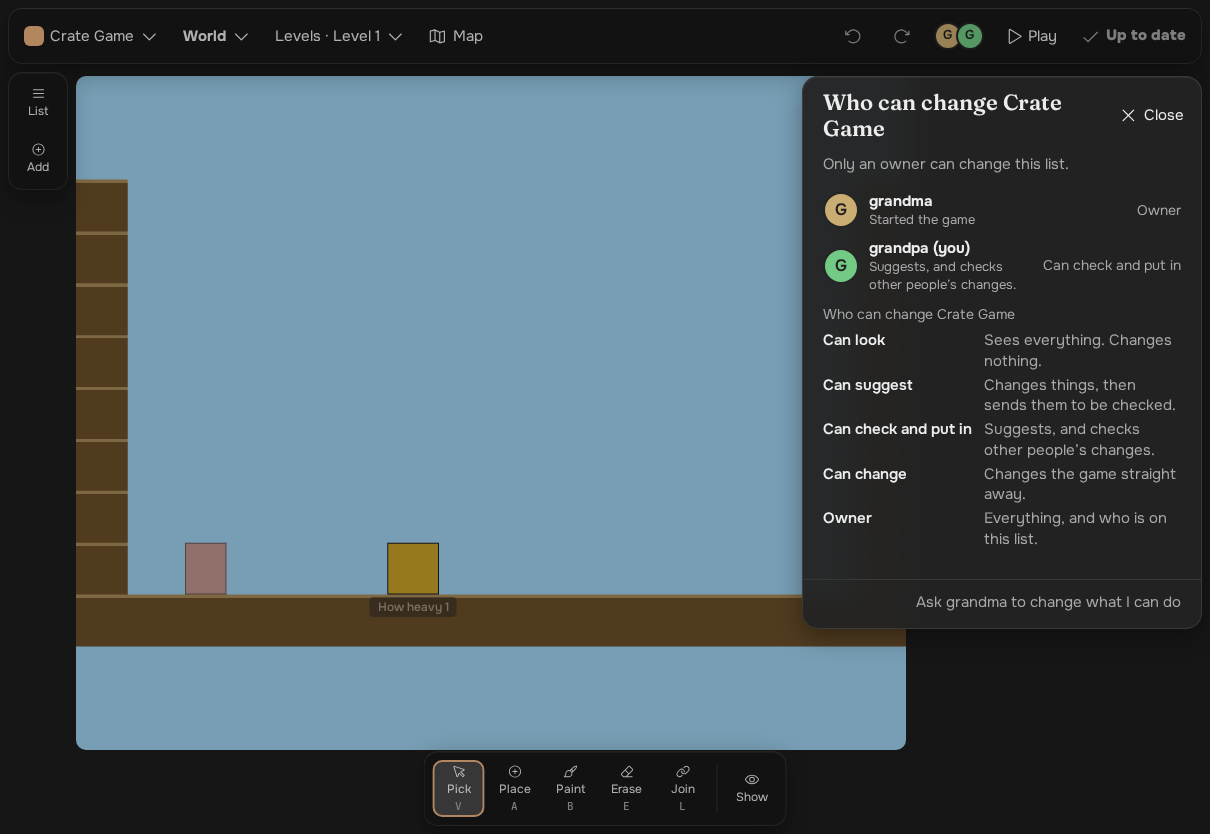 Crate Game
World
Levels · Level 1
Map
G
G
Play
Up to date
List
Add
Who can change Crate
Game
Close
Only an owner can change this list.
G
grandma
Started the game
Owner
G
grandpa (you)
Suggests, and checks
other people’s changes.
Can check and put in
Who can change Crate Game
Can look
Sees everything. Changes
nothing.
Can suggest
Changes things, then
sends them to be checked.
Can check and put in
Suggests, and checks
other people’s changes.
Can change
Changes the game straight
away.
Owner
Everything, and who is on
this list.
Ask grandma to change what I can do
How heavy 1
Pick
V
Place
A
Paint
B
Erase
E
Join
L
Show